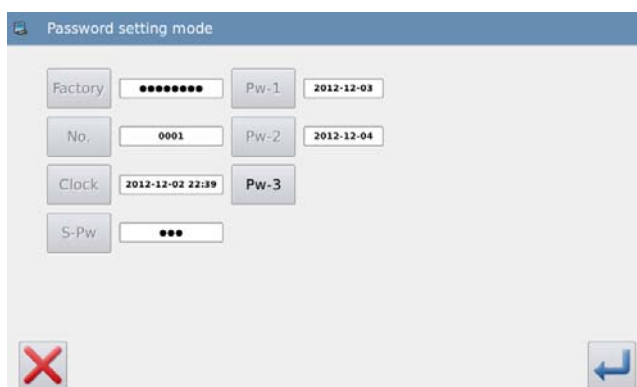 Password setting mode
Factory ●●●●●●●● Pw-1 2012-12-03
No. 0001 Pw-2 2012-12-04
Clock 2012-12-02 22:39 Pw-3
S-Pw ●●●